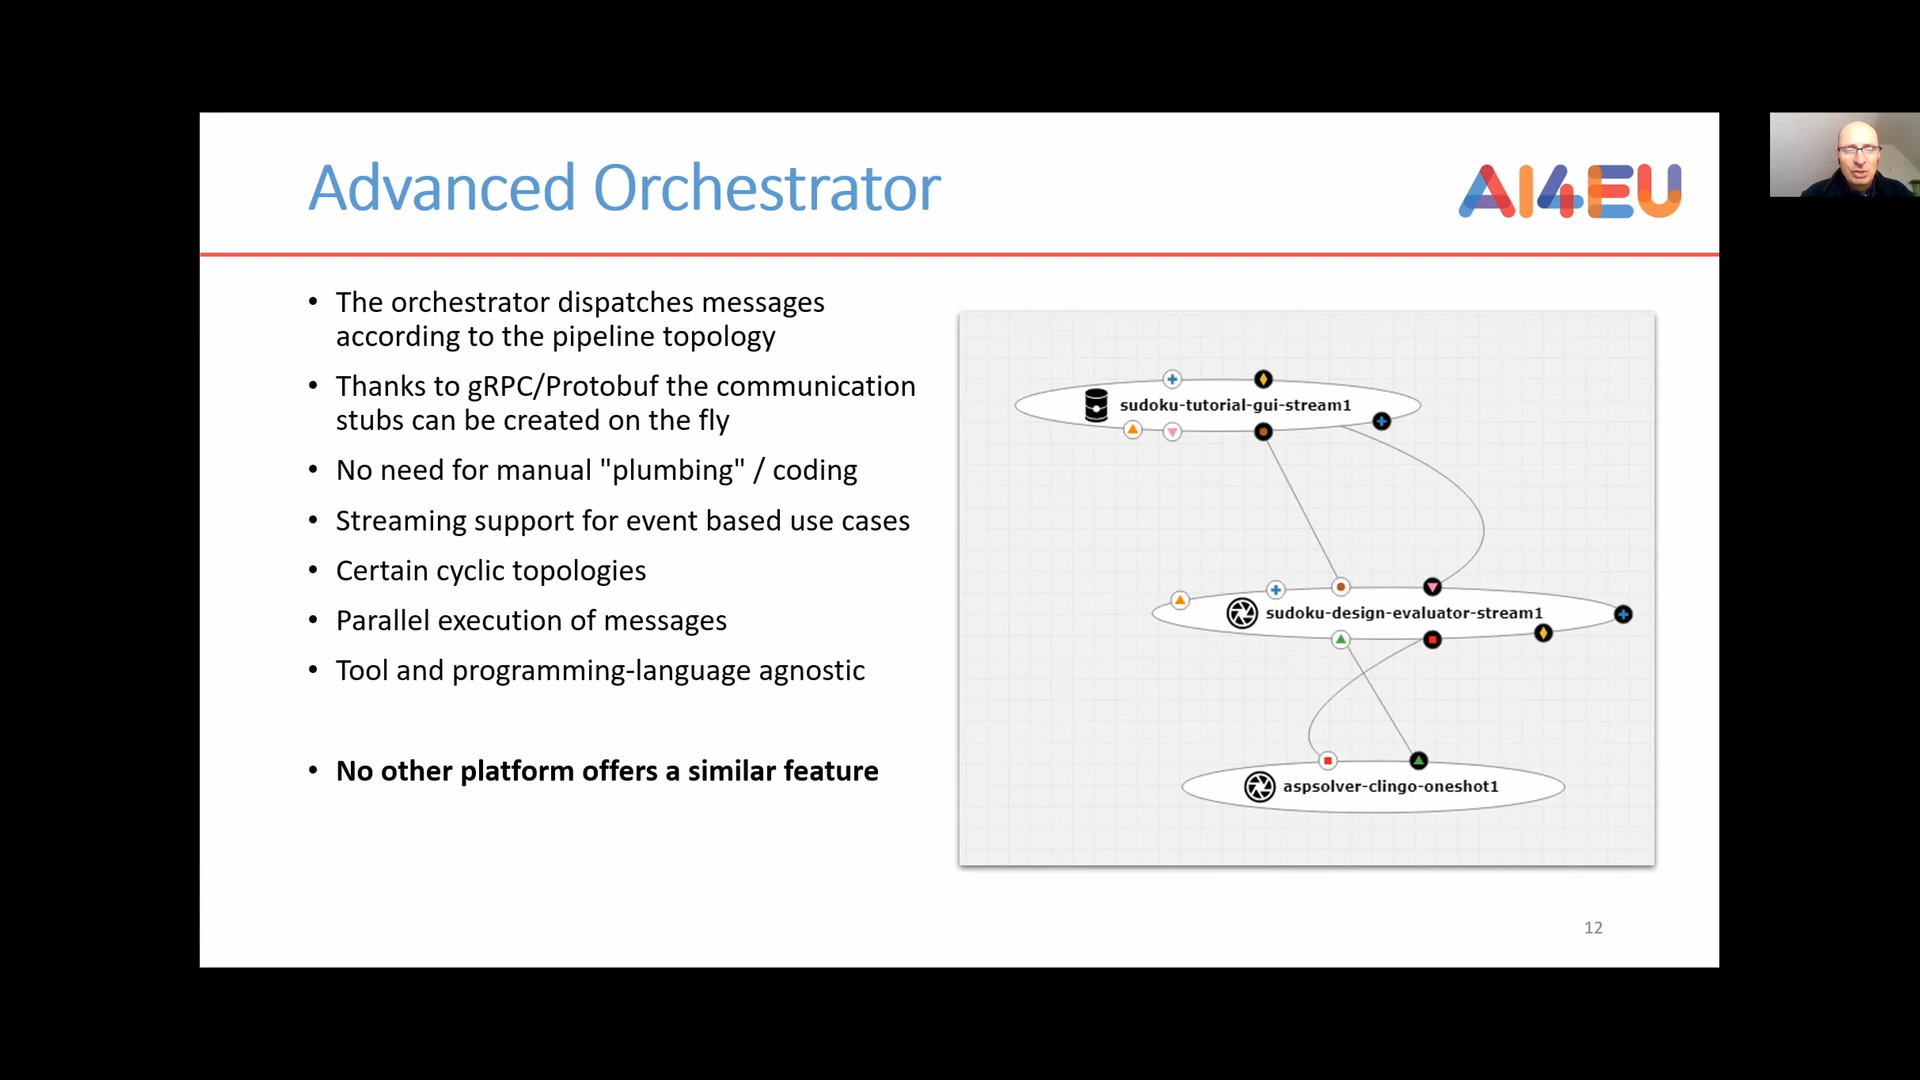 Advanced Orchestrator
AI4EU
• The orchestrator dispatches messages
according to the pipeline topology
• Thanks to gRPC/Protobuf the communication
stubs can be created on the fly
• No need for manual "plumbing" / coding
• Streaming support for event based use cases
• Certain cyclic topologies
• Parallel execution of messages
• Tool and programming-language agnostic
• No other platform offers a similar feature
sudoku-tutorial-gui-stream1
sudoku-design-evaluator-stream1
aspsolver-clingo-oneshot1
12